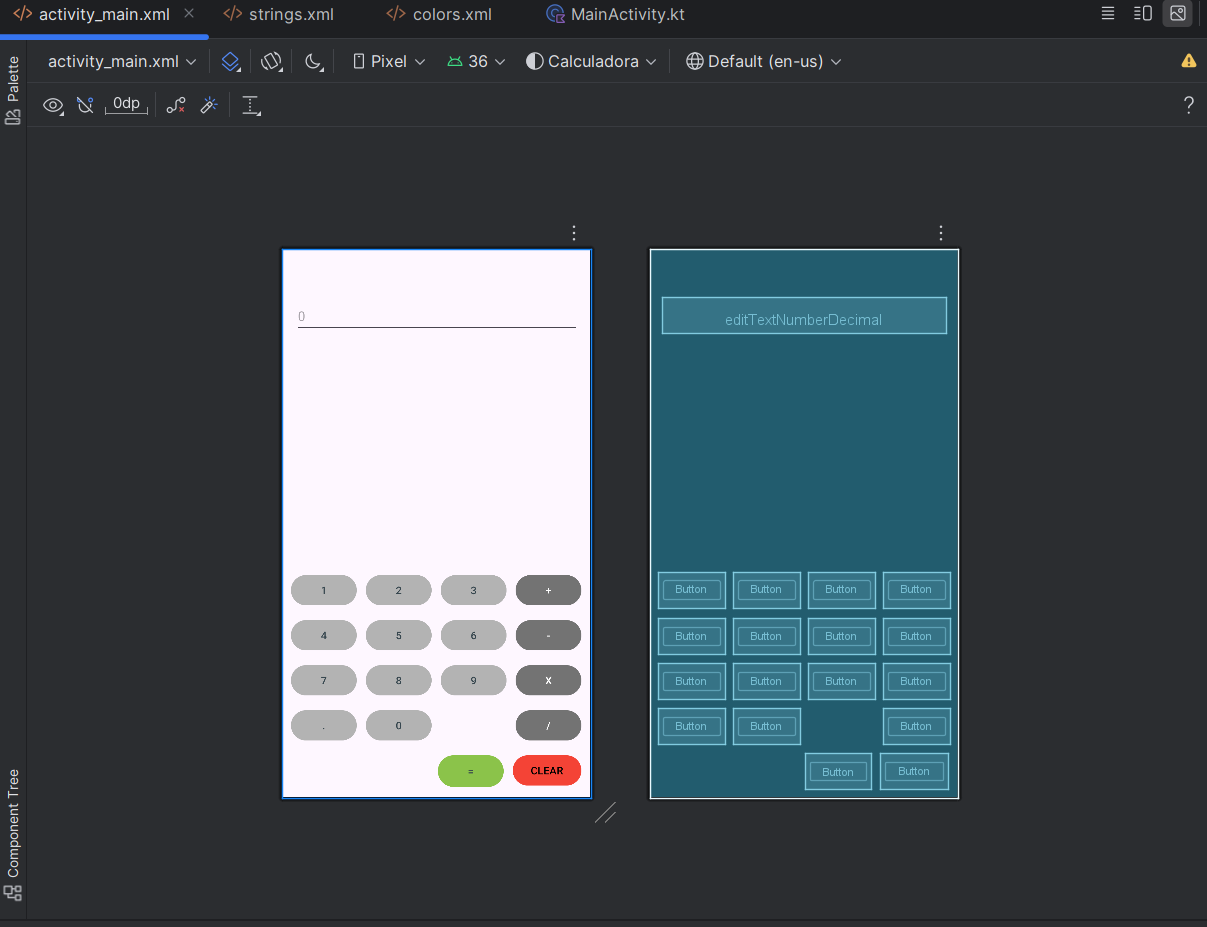 activity_main.xml strings.xml colors.xml MainActivity.kt
activity_main.xml Pixel 36 Calculadora Default (en-us)
Palette
0dp ?
0
editTextNumberDecimal
1 2 3 +
4 5 6 -
7 8 9 X
. 0 /
= CLEAR
Button Button Button Button
Button Button Button Button
Button Button Button Button
Button Button Button
Button Button
Component Tree